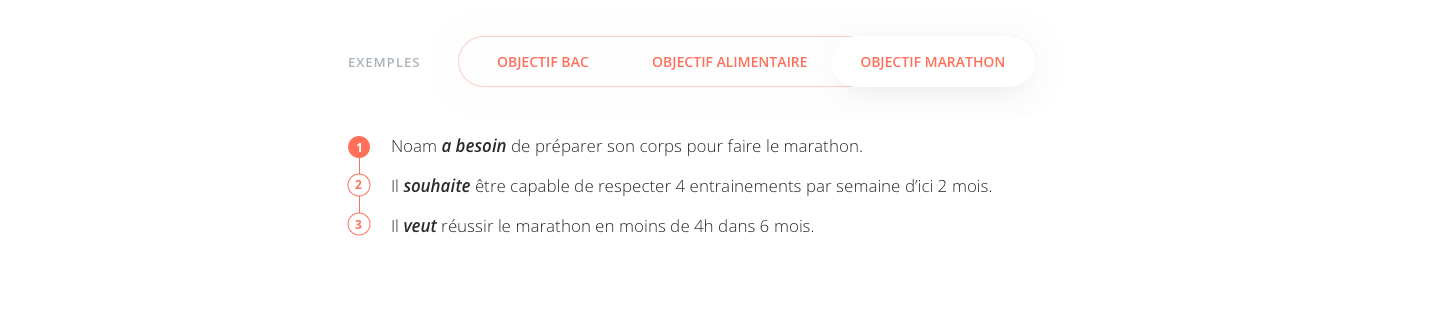 EXEMPLES OBJECTIF BAC OBJECTIF ALIMENTAIRE OBJECTIF MARATHON
1 Noam a besoin de préparer son corps pour faire le marathon.
2 Il souhaite être capable de respecter 4 entrainements par semaine d’ici 2 mois.
3 Il veut réussir le marathon en moins de 4h dans 6 mois.